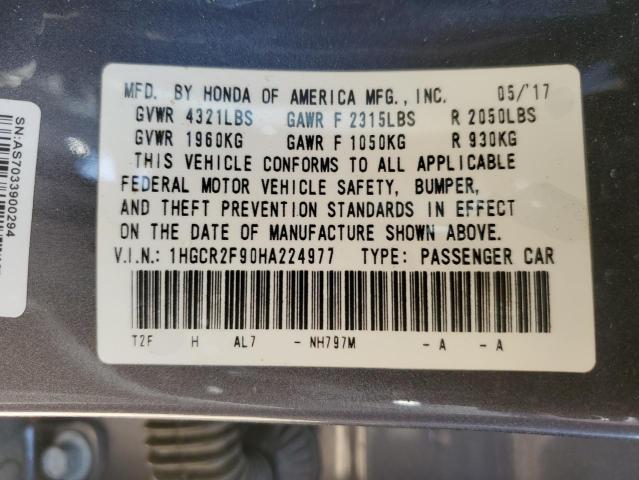 MFD. BY HONDA OF AMERICA MFG., INC. 05/'17
GVWR 4321LBS GAWR F 2315LBS R 2050LBS
GVWR 1960KG GAWR F 1050KG R 930KG
THIS VEHICLE CONFORMS TO ALL APPLICABLE
FEDERAL MOTOR VEHICLE SAFETY, BUMPER,
AND THEFT PREVENTION STANDARDS IN EFFECT
ON THE DATE OF MANUFACTURE SHOWN ABOVE.
V.I.N.: 1HGCR2F90HA224977 TYPE: PASSENGER CAR
T2F H AL7 - NH797M - A - A
SN:AS7033900294